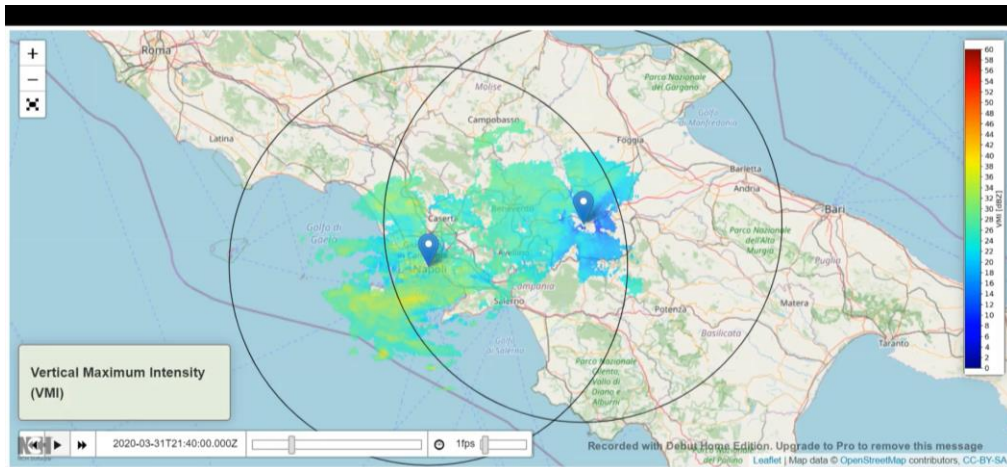 +
Roma
−
Parco Nazionale
del Gargano
Molise
Campobasso
Latina
Golfo
Manfredonia
Foggia
Barletta
Andria
Bari
Golfo di
Gaeta
Caserta
Benevento
Napoli
Avellino
Campania
Salerno
Golfo
di Salerno
Parco Nazionale
dell'Alta
Murgia
Puglia
Matera
Potenza
Basilicata
Taranto
Parco Nazionale
Cilento,
Vallo di
Diano e
Alburni
60
58
56
54
52
50
48
46
44
42
40
38
36
34
32
30
28
26
24
22
20
18
16
14
12
10
8
6
4
2
0
VMI [dBZ]
Vertical Maximum Intensity
(VMI)
NCH
2020-03-31T21:40:00.000Z
1fps
Recorded with Debut Home Edition. Upgrade to Pro to remove this message
Parco Nazionale
del Pollino
Leaflet | Map data © OpenStreetMap contributors, CC-BY-SA